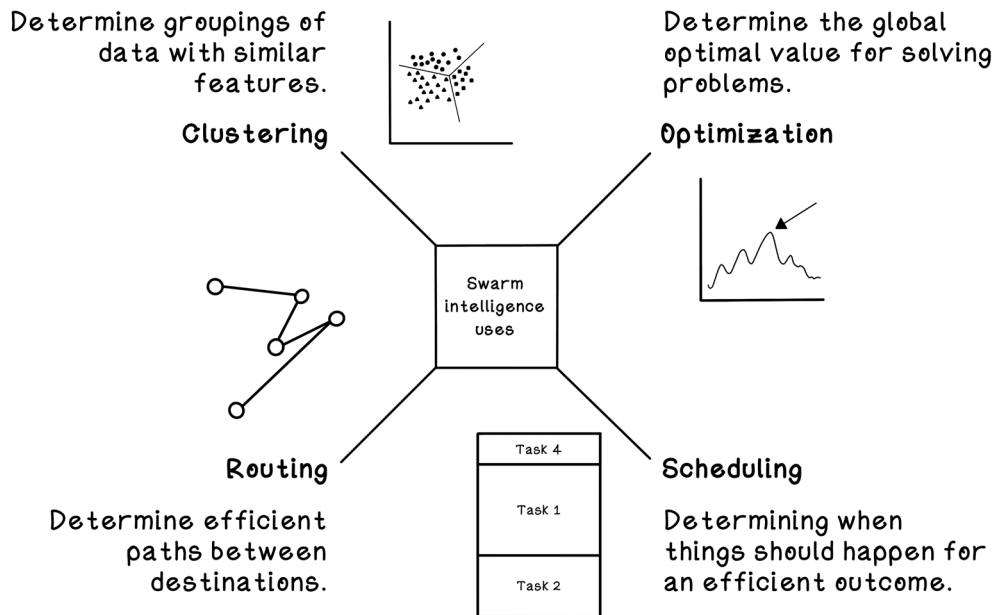 Determine groupings of
data with similar
features.
Clustering
Determine the global
optimal value for solving
problems.
Optimization
Swarm
intelligence
uses
Routing
Determine efficient
paths between
destinations.
Task 4
Task 1
Task 2
Scheduling
Determining when
things should happen for
an efficient outcome.